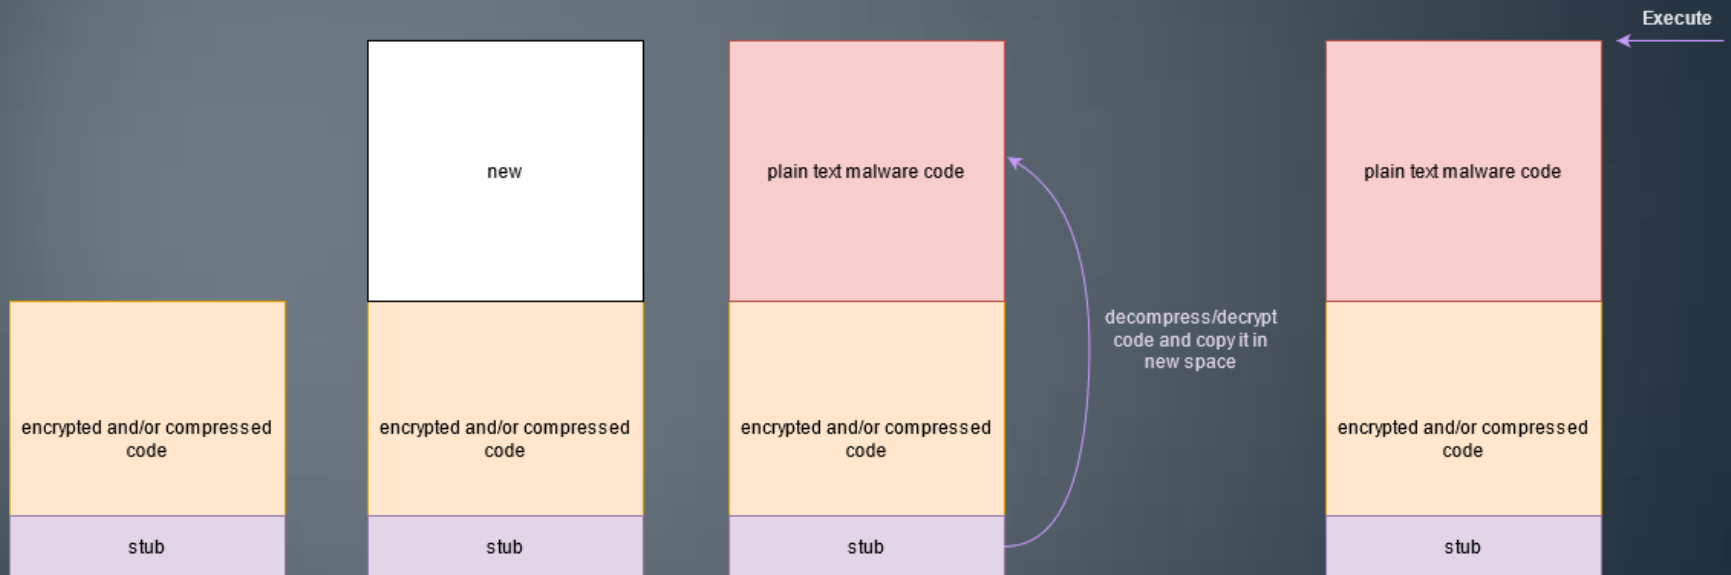 Execute
new
plain text malware code
plain text malware code
decompress/decrypt
code and copy it in
new space
encrypted and/or compressed
code
encrypted and/or compressed
code
encrypted and/or compressed
code
encrypted and/or compressed
code
stub
stub
stub
stub